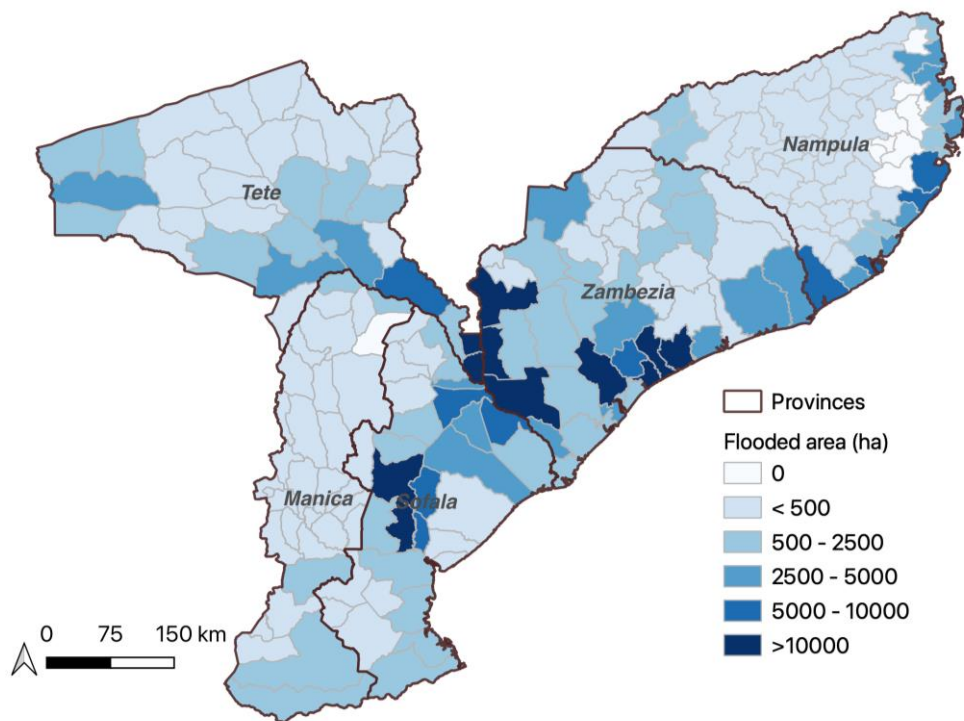 Nampula
Tete
Zambezia
Manica
Sofala
Provinces
Flooded area (ha)
0
< 500
500 - 2500
2500 - 5000
5000 - 10000
>10000
0 75 150 km